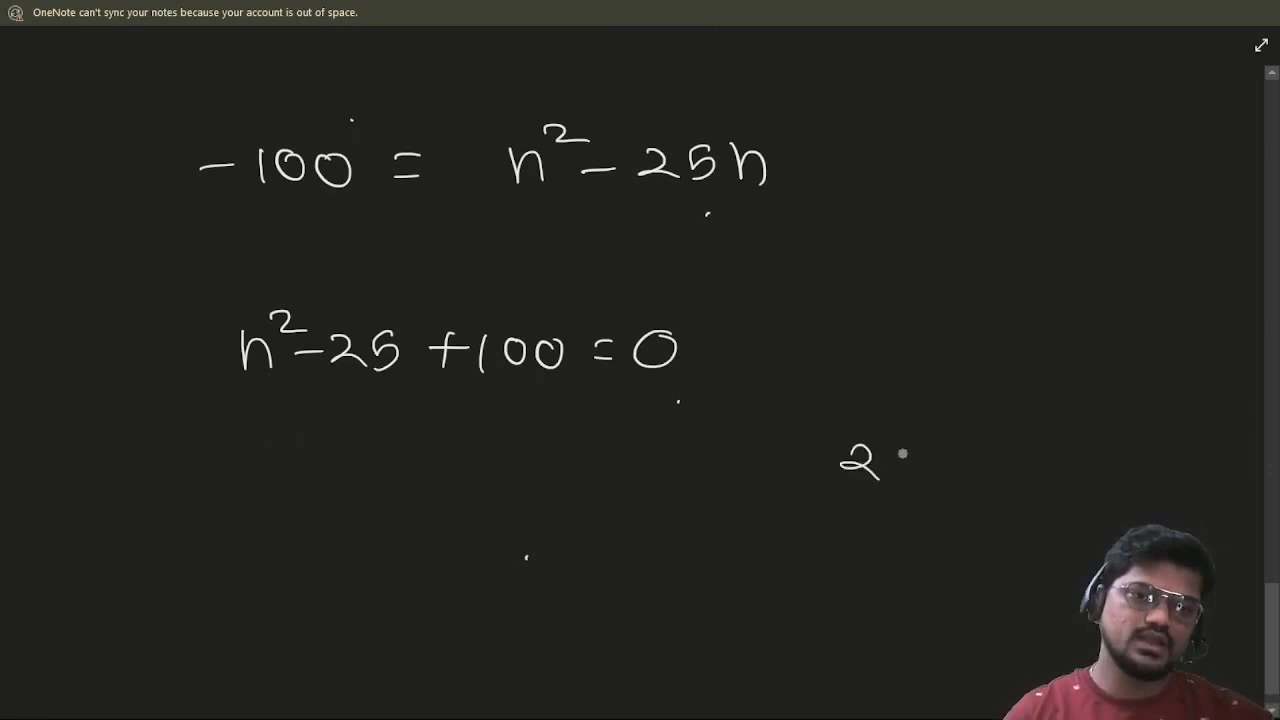 OneNote can't sync your notes because your account is out of space.
-100 = n² - 25n
n² - 25 + 100 = 0
2